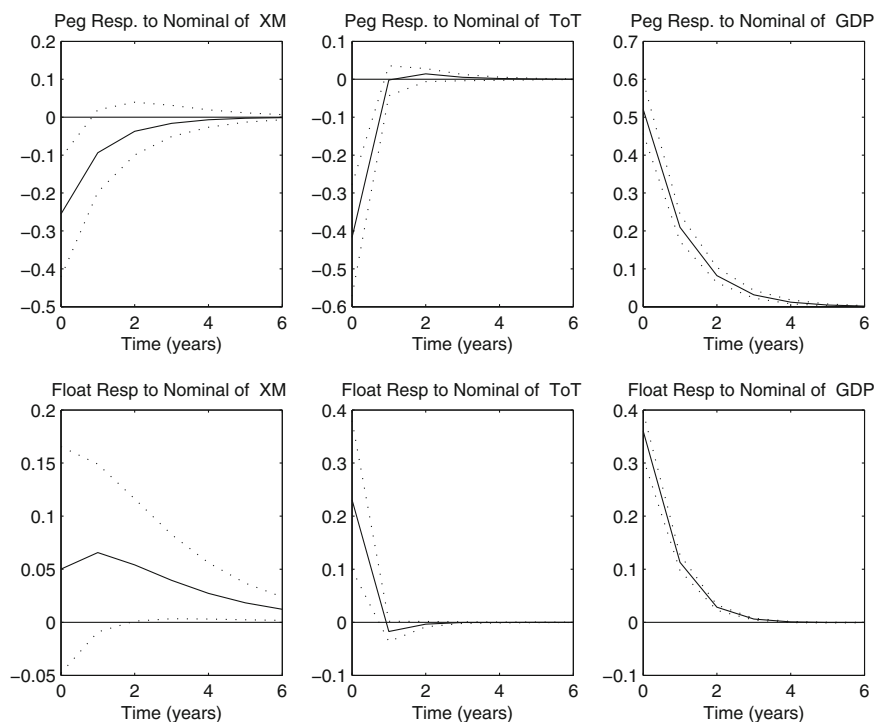 Peg Resp. to Nominal of XM
0.2
0.1
0
−0.1
−0.2
−0.3
−0.4
−0.5
0 2 4 6
Time (years)
Peg Resp. to Nominal of ToT
0.1
0
−0.1
−0.2
−0.3
−0.4
−0.5
−0.6
0 2 4 6
Time (years)
Peg Resp. to Nominal of GDP
0.7
0.6
0.5
0.4
0.3
0.2
0.1
0
0 2 4 6
Time (years)
Float Resp to Nominal of XM
0.2
0.15
0.1
0.05
0
−0.05
0 2 4 6
Time (years)
Float Resp to Nominal of ToT
0.4
0.3
0.2
0.1
0
−0.1
0 2 4 6
Time (years)
Float Resp to Nominal of GDP
0.4
0.3
0.2
0.1
0
−0.1
0 2 4 6
Time (years)